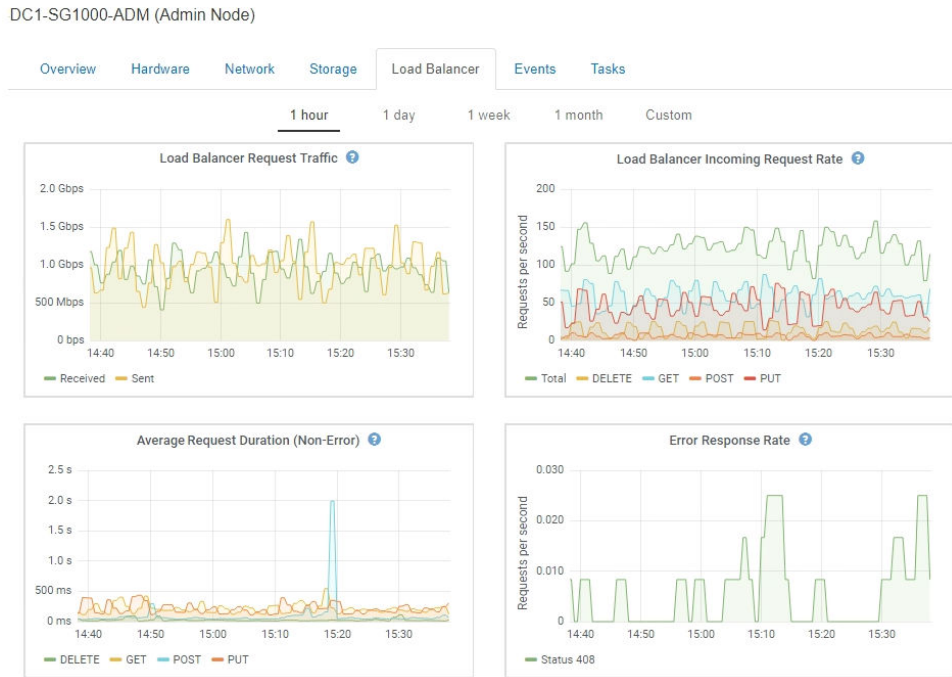 DC1-SG1000-ADM (Admin Node)
Overview Hardware Network Storage Load Balancer Events Tasks
1 hour 1 day 1 week 1 month Custom
Load Balancer Request Traffic ?
2.0 Gbps
1.5 Gbps
1.0 Gbps
500 Mbps
0 bps
14:40 14:50 15:00 15:10 15:20 15:30
Received Sent
Load Balancer Incoming Request Rate ?
Requests per second
200
150
100
50
0
14:40 14:50 15:00 15:10 15:20 15:30
Total DELETE GET POST PUT
Average Request Duration (Non-Error) ?
2.5 s
2.0 s
1.5 s
1.0 s
500 ms
0 ms
14:40 14:50 15:00 15:10 15:20 15:30
DELETE GET POST PUT
Error Response Rate ?
Requests per second
0.030
0.020
0.010
0
14:40 14:50 15:00 15:10 15:20 15:30
Status 408